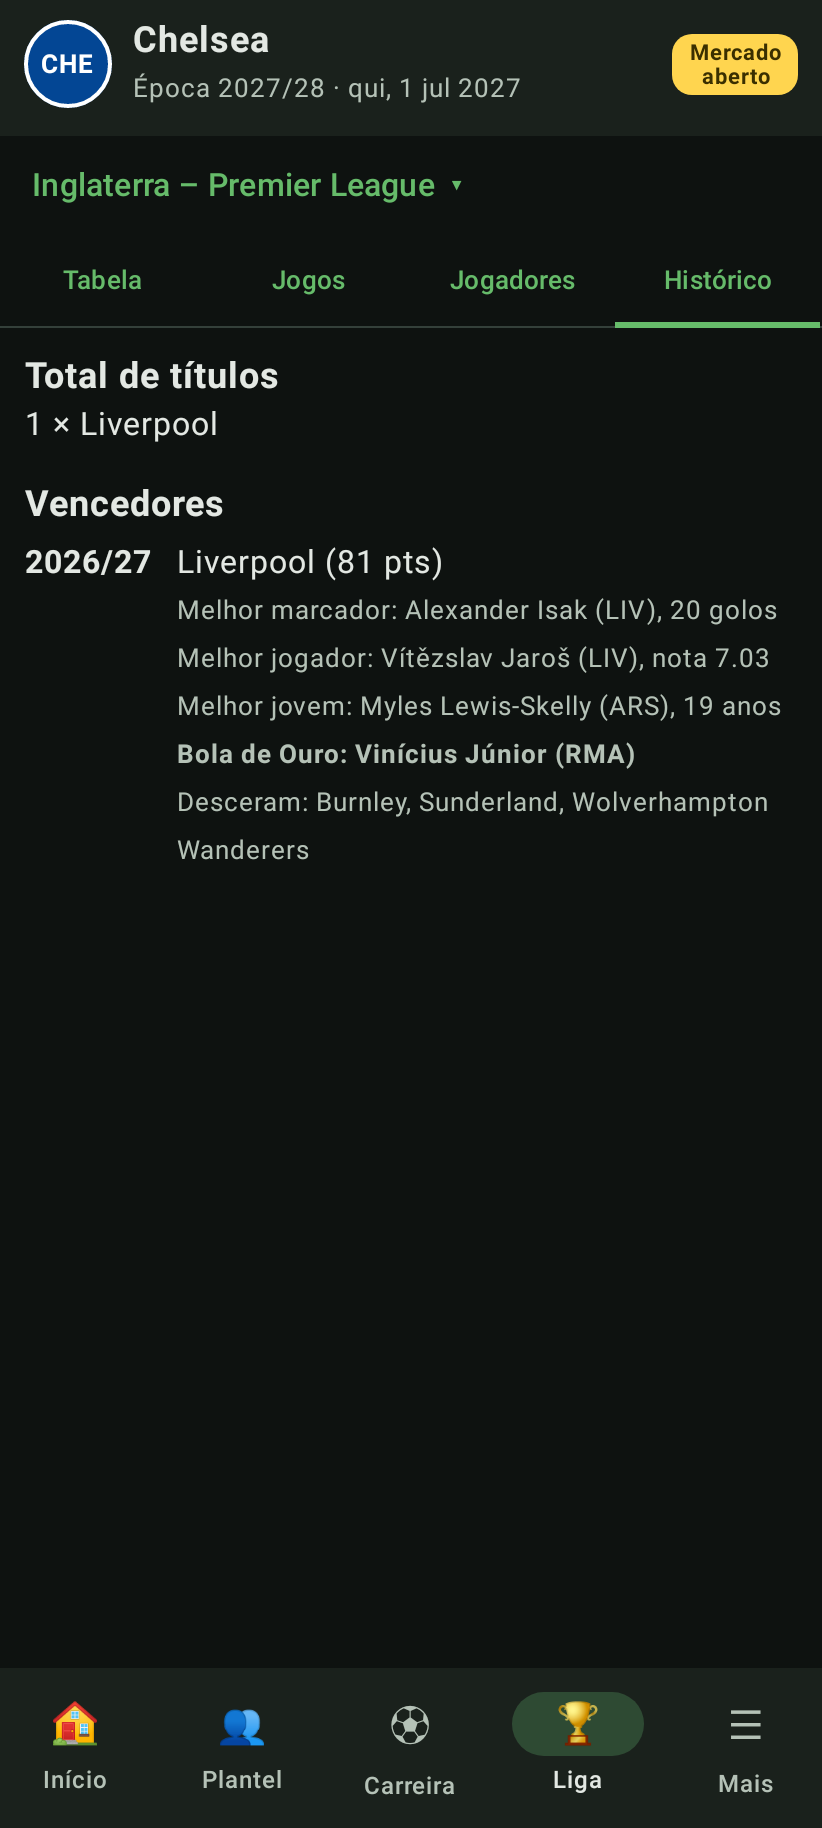 CHE
Chelsea
Época 2027/28 · qui, 1 jul 2027
Mercado
aberto
Inglaterra – Premier League ▼
Tabela
Jogos
Jogadores
Histórico
Total de títulos
1 × Liverpool
Vencedores
2026/27 Liverpool (81 pts)
Melhor marcador: Alexander Isak (LIV), 20 golos
Melhor jogador: Vítězslav Jaroš (LIV), nota 7.03
Melhor jovem: Myles Lewis-Skelly (ARS), 19 anos
Bola de Ouro: Vinícius Júnior (RMA)
Desceram: Burnley, Sunderland, Wolverhampton
Wanderers
Início
Plantel
Carreira
Liga
Mais